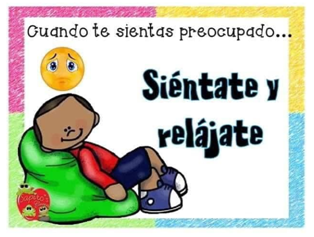 Cuando te sientas preocupado...
Siéntate y
relájate